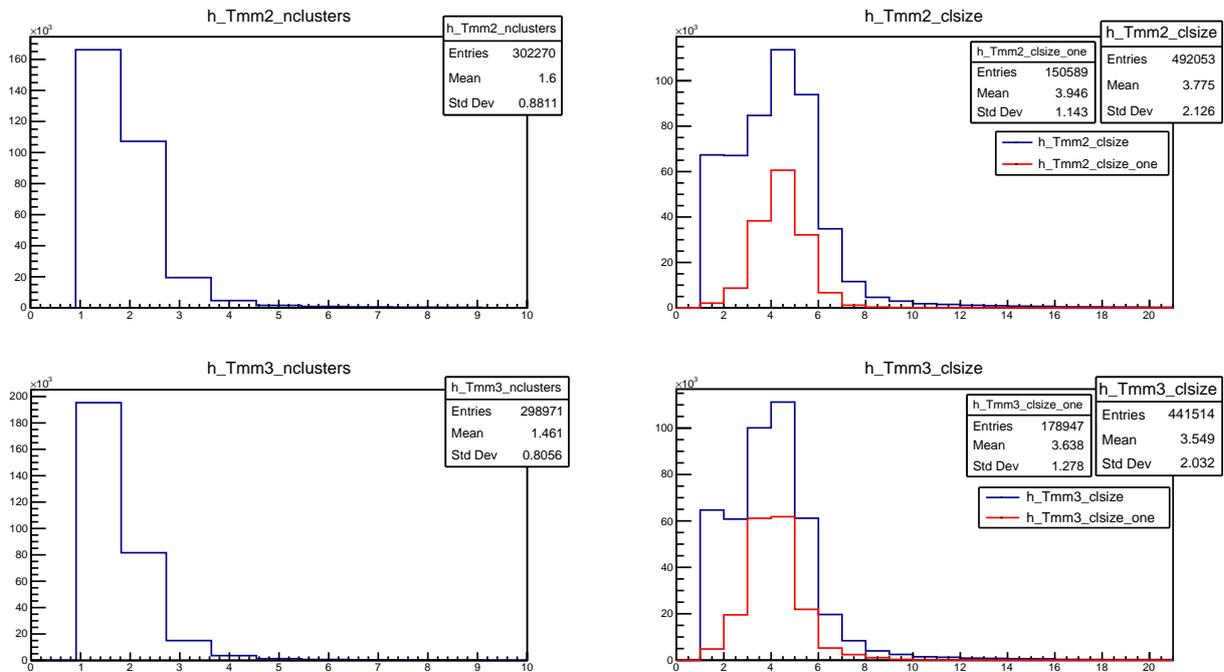 h_Tmm2_nclusters
×10³
160
140
120
100
80
60
40
20
0
0 1 2 3 4 5 6 7 8 9 10
h_Tmm2_nclusters
Entries 302270
Mean 1.6
Std Dev 0.8811
h_Tmm2_clsize
×10³
100
80
60
40
20
0
0 2 4 6 8 10 12 14 16 18 20
h_Tmm2_clsize_one
Entries 150589
Mean 3.946
Std Dev 1.143
h_Tmm2_clsize
Entries 492053
Mean 3.775
Std Dev 2.126
h_Tmm2_clsize
h_Tmm2_clsize_one
h_Tmm3_nclusters
×10³
200
180
160
140
120
100
80
60
40
20
0
0 1 2 3 4 5 6 7 8 9 10
h_Tmm3_nclusters
Entries 298971
Mean 1.461
Std Dev 0.8056
h_Tmm3_clsize
×10³
100
80
60
40
20
0
0 2 4 6 8 10 12 14 16 18 20
h_Tmm3_clsize_one
Entries 178947
Mean 3.638
Std Dev 1.278
h_Tmm3_clsize
Entries 441514
Mean 3.549
Std Dev 2.032
h_Tmm3_clsize
h_Tmm3_clsize_one